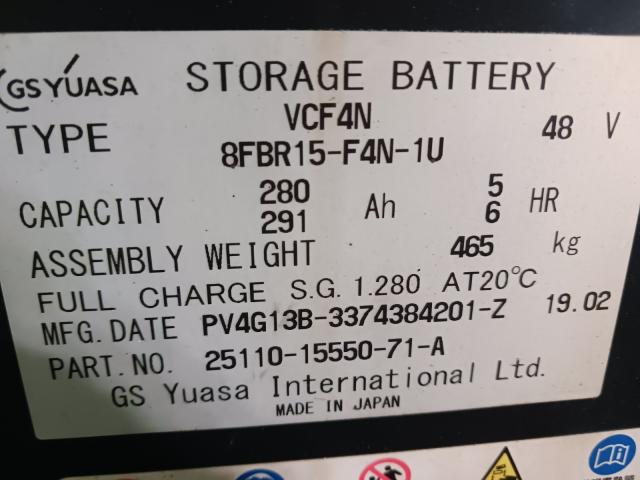 GS YUASA STORAGE BATTERY
TYPE VCF4N 48 V
8FBR15-F4N-1U
CAPACITY 280 Ah 5 HR
291 6
ASSEMBLY WEIGHT 465 kg
FULL CHARGE S.G. 1.280 AT20℃
MFG. DATE PV4G13B-3374384201-Z 19.02
PART. NO. 25110-15550-71-A
GS Yuasa International Ltd.
MADE IN JAPAN